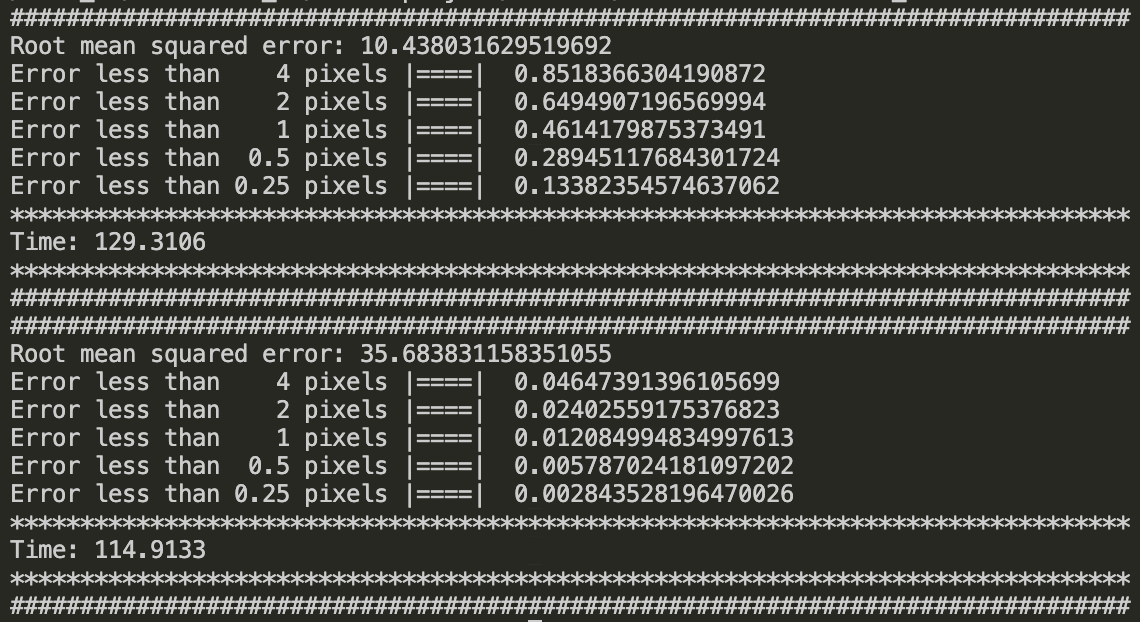 ################################################################################
Root mean squared error: 10.438031629519692
Error less than    4 pixels |====|  0.8518366304190872
Error less than    2 pixels |====|  0.6494907196569994
Error less than    1 pixels |====|  0.4614179875373491
Error less than  0.5 pixels |====|  0.28945117684301724
Error less than 0.25 pixels |====|  0.13382354574637062
********************************************************************************
Time: 129.3106
********************************************************************************
################################################################################
################################################################################
Root mean squared error: 35.683831158351055
Error less than    4 pixels |====|  0.04647391396105699
Error less than    2 pixels |====|  0.02402559175376823
Error less than    1 pixels |====|  0.012084994834997613
Error less than  0.5 pixels |====|  0.005787024181097202
Error less than 0.25 pixels |====|  0.002843528196470026
********************************************************************************
Time: 114.9133
********************************************************************************
################################################################################